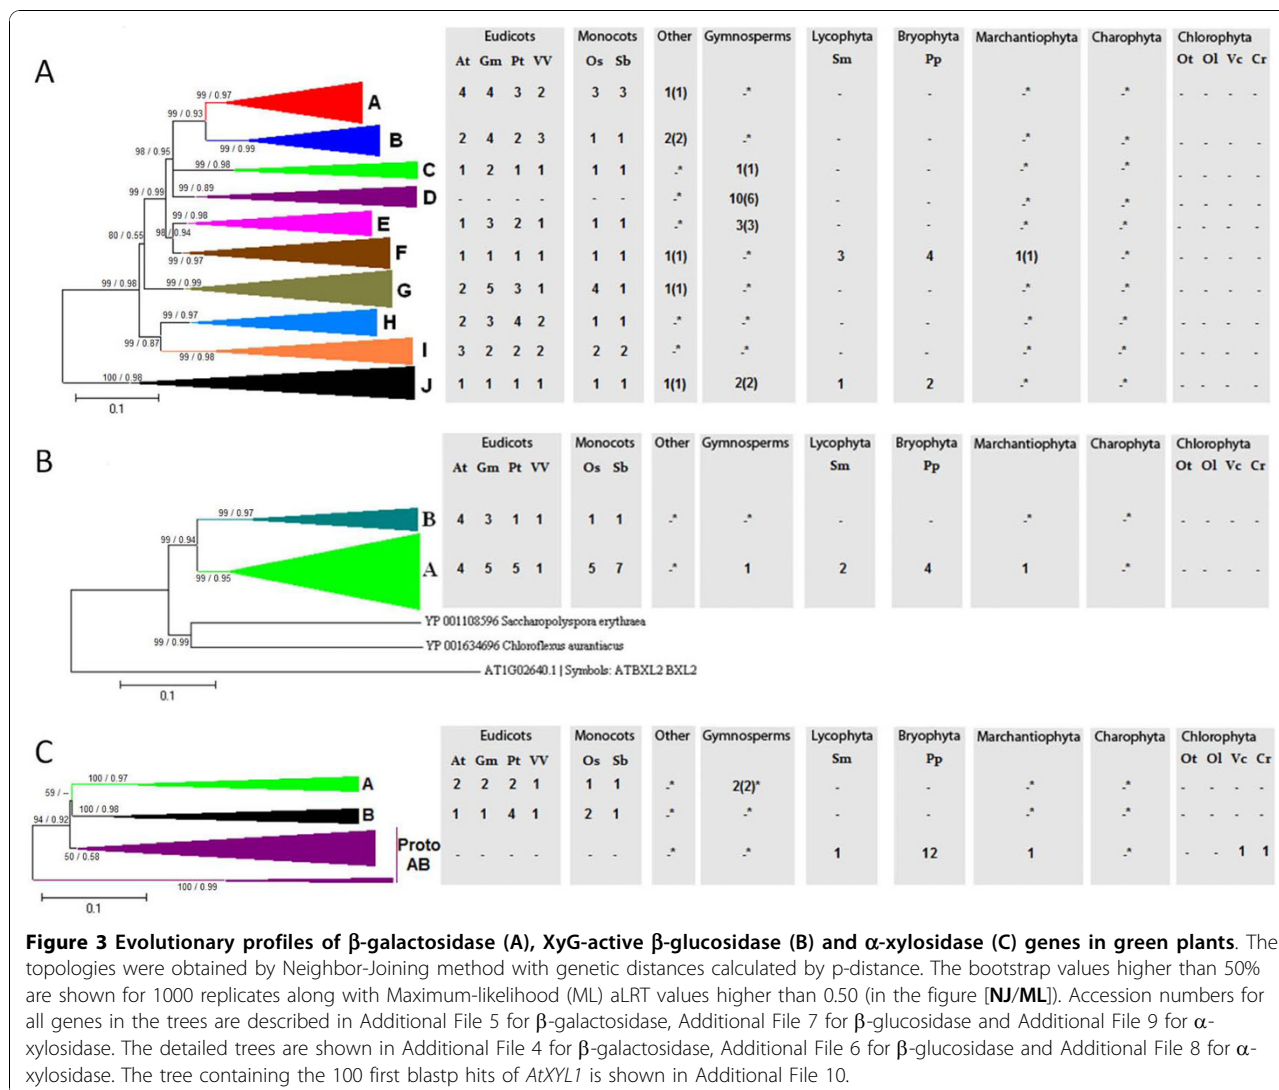 A
Eudicots Monocots Other Gymnosperms Lycophyta Bryophyta Marchantiophyta Charophyta Chlorophyta
At Gm Pt VV Os Sb Sm Pp Ot Ol Vc Cr
99 / 0.97 A 4 4 3 2 3 3 1(1) -* - - -* -* - - - -
99 / 0.93
99 / 0.99 B 2 4 2 3 1 1 2(2) -* - - -* -* - - - -
98 / 0.95
99 / 0.98 C 1 2 1 1 1 1 -* 1(1) - - -* -* - - - -
99 / 0.99
99 / 0.89 D - - - - - - -* 10(6) - - -* -* - - - -
99 / 0.98 E 1 3 2 1 1 1 -* 3(3) - - -* -* - - - -
98 / 0.94
80 / 0.55
99 / 0.97 F 1 1 1 1 1 1 1(1) -* 3 4 1(1) -* - - - -
99 / 0.98
99 / 0.99 G 2 5 3 1 4 1 1(1) -* - - -* -* - - - -
99 / 0.97 H 2 3 4 2 1 1 -* -* - - -* -* - - - -
99 / 0.87
99 / 0.98 I 3 2 2 2 2 2 -* -* - - -* -* - - - -
100 / 0.98 J 1 1 1 1 1 1 1(1) 2(2) 1 2 -* -* - - - -
0.1
B
Eudicots Monocots Other Gymnosperms Lycophyta Bryophyta Marchantiophyta Charophyta Chlorophyta
At Gm Pt VV Os Sb Sm Pp Ot Ol Vc Cr
99 / 0.97 B 4 3 1 1 1 1 -* -* - - -* -* - - - -
99 / 0.94
99 / 0.95 A 4 5 5 1 5 7 -* 1 2 4 1 -* - - - -
YP 001108596 Saccharopolyspora erythraea
99 / 0.99
YP 001634696 Chloroflexus aurantiacus
AT1G02640.1 | Symbols: ATBXL2 BXL2
0.1
C
Eudicots Monocots Other Gymnosperms Lycophyta Bryophyta Marchantiophyta Charophyta Chlorophyta
At Gm Pt VV Os Sb Sm Pp Ot Ol Vc Cr
100 / 0.97 A 2 2 2 1 1 1 -* 2(2)* - - -* -* - - - -
59 / --
100 / 0.98 B 1 1 4 1 2 1 -* -* - - -* -* - - - -
94 / 0.92
50 / 0.58 Proto AB - - - - - - -* -* 1 12 1 -* - - 1 1
100 / 0.99
0.1
Figure 3 Evolutionary profiles of β-galactosidase (A), XyG-active β-glucosidase (B) and α-xylosidase (C) genes in green plants. The
topologies were obtained by Neighbor-Joining method with genetic distances calculated by p-distance. The bootstrap values higher than 50%
are shown for 1000 replicates along with Maximum-likelihood (ML) aLRT values higher than 0.50 (in the figure [NJ/ML]). Accession numbers for
all genes in the trees are described in Additional File 5 for β-galactosidase, Additional File 7 for β-glucosidase and Additional File 9 for α-
xylosidase. The detailed trees are shown in Additional File 4 for β-galactosidase, Additional File 6 for β-glucosidase and Additional File 8 for α-
xylosidase. The tree containing the 100 first blastp hits of AtXYL1 is shown in Additional File 10.